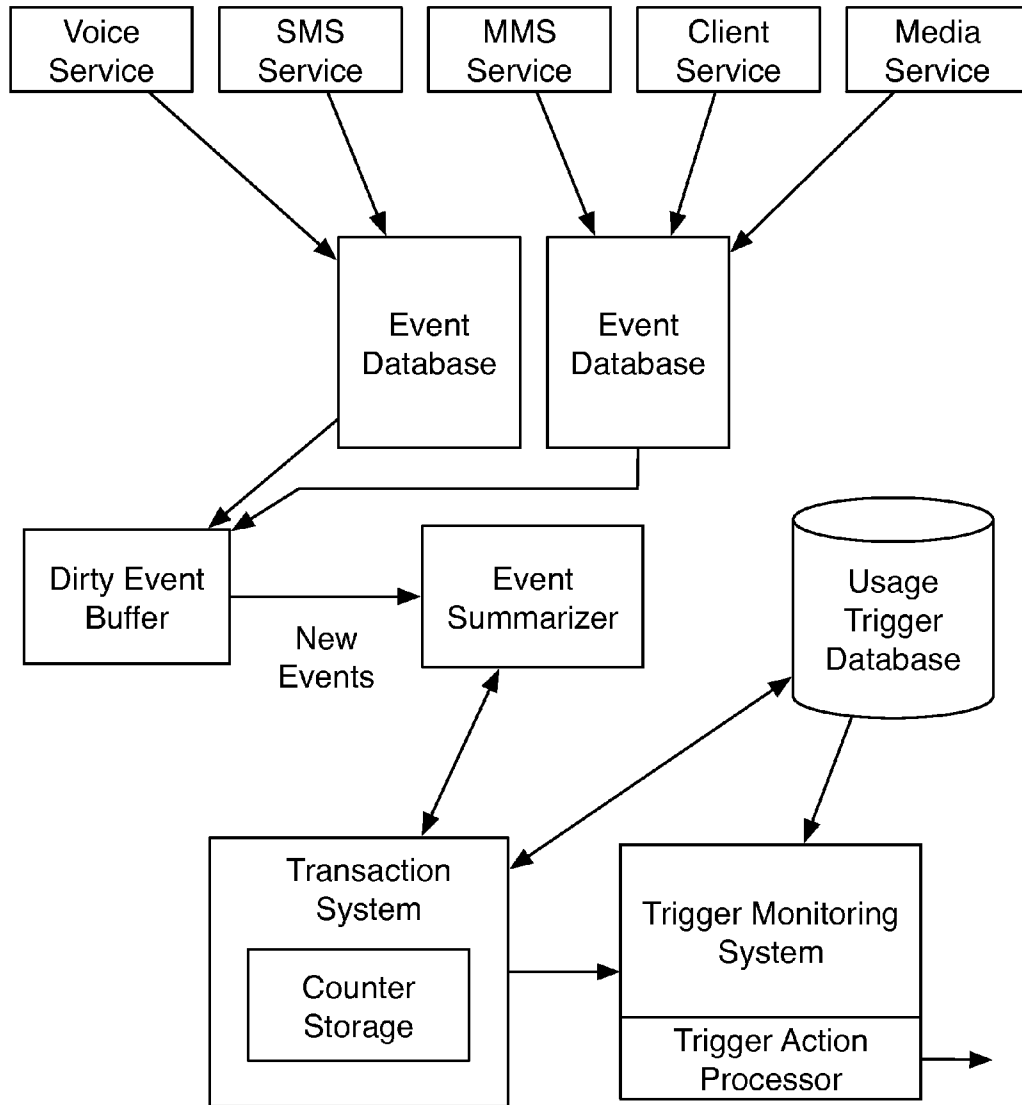 Voice
Service
SMS
Service
MMS
Service
Client
Service
Media
Service
Event
Database
Event
Database
Dirty Event
Buffer
New
Events
Event
Summarizer
Usage
Trigger
Database
Transaction
System
Counter
Storage
Trigger Monitoring
System
Trigger Action
Processor